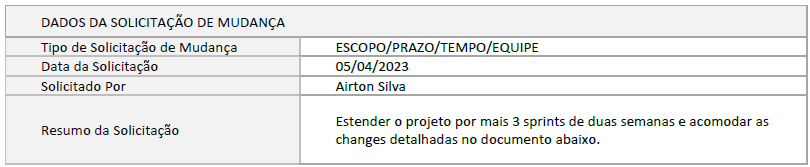 DADOS DA SOLICITAÇÃO DE MUDANÇA
Tipo de Solicitação de Mudança ESCOPO/PRAZO/TEMPO/EQUIPE
Data da Solicitação 05/04/2023
Solicitado Por Airton Silva
Resumo da Solicitação Estender o projeto por mais 3 sprints de duas semanas e acomodar as
changes detalhadas no documento abaixo.